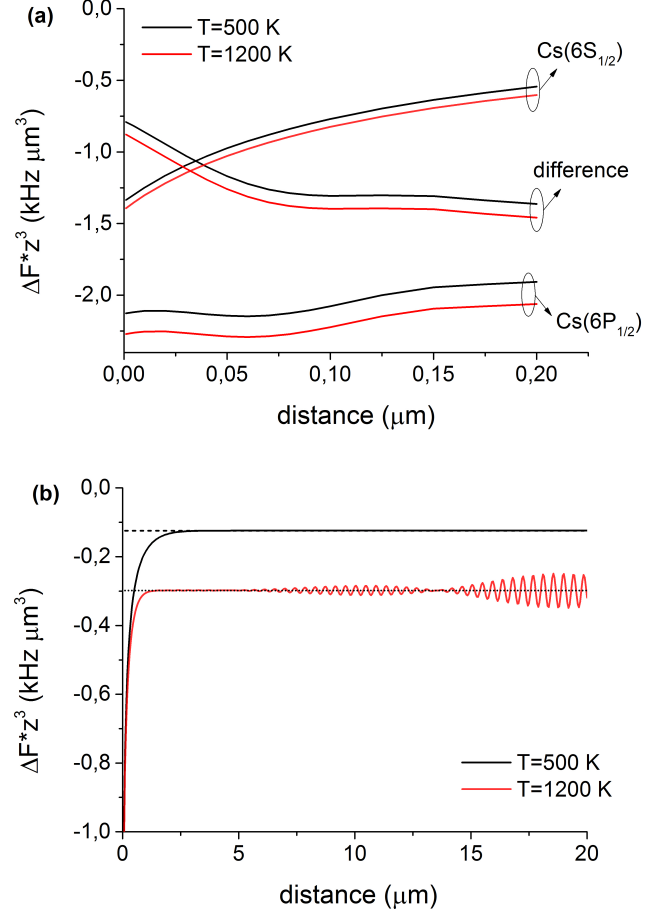 (a)
0,0
T=500 K
T=1200 K
Cs(6S₁/₂)
-0,5
-1,0
difference
-1,5
-2,0
Cs(6P₁/₂)
ΔF*z³ (kHz μm³)
0,00 0,05 0,10 0,15 0,20
distance (μm)
(b)
0,0
-0,2
-0,4
-0,6
-0,8
-1,0
ΔF*z³ (kHz μm³)
T=500 K
T=1200 K
0 5 10 15 20
distance (μm)